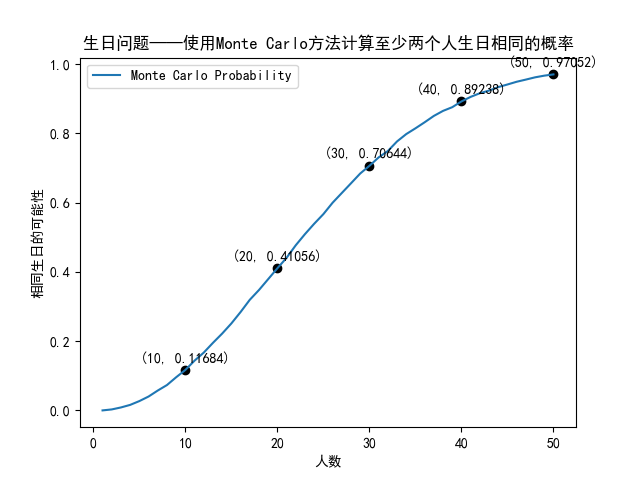 生日问题——使用Monte Carlo方法计算至少两个人生日相同的概率
Monte Carlo Probability
(50, 0.97052)
(40, 0.89238)
(30, 0.70644)
(20, 0.41056)
(10, 0.11684)
相同生日的可能性
1.0
0.8
0.6
0.4
0.2
0.0
0 10 20 30 40 50
人数